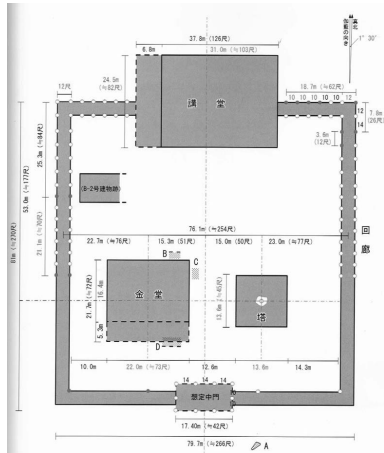 37.8m (126尺)
6.8m
31.0m (≒103尺)
真北
伽藍の向き
1° 30′
24.5m
(≒82尺)
講堂
18.7m (≒62尺)
10 10 10 10 10 12
12尺
12
14
7.8m
(26尺)
3.6m
(12尺)
25.3m (≒84尺)
53.0m (≒177尺)
81m (≒270尺)
21.1m (≒70尺)
(B-2号建物跡)
76.1m (≒254尺)
回廊
22.7m (≒76尺)
15.3m (51尺)
15.0m (50尺)
23.0m (≒77尺)
B
C
21.7m (≒72尺)
16.4m
5.3m
金堂
13.6m (≒45尺)
塔
D
10.0m
22.0m (≒73尺)
12.6m
13.6m
14.3m
14 14 14
想定中門
17.40m (≒42尺)
79.7m (≒266尺)
A